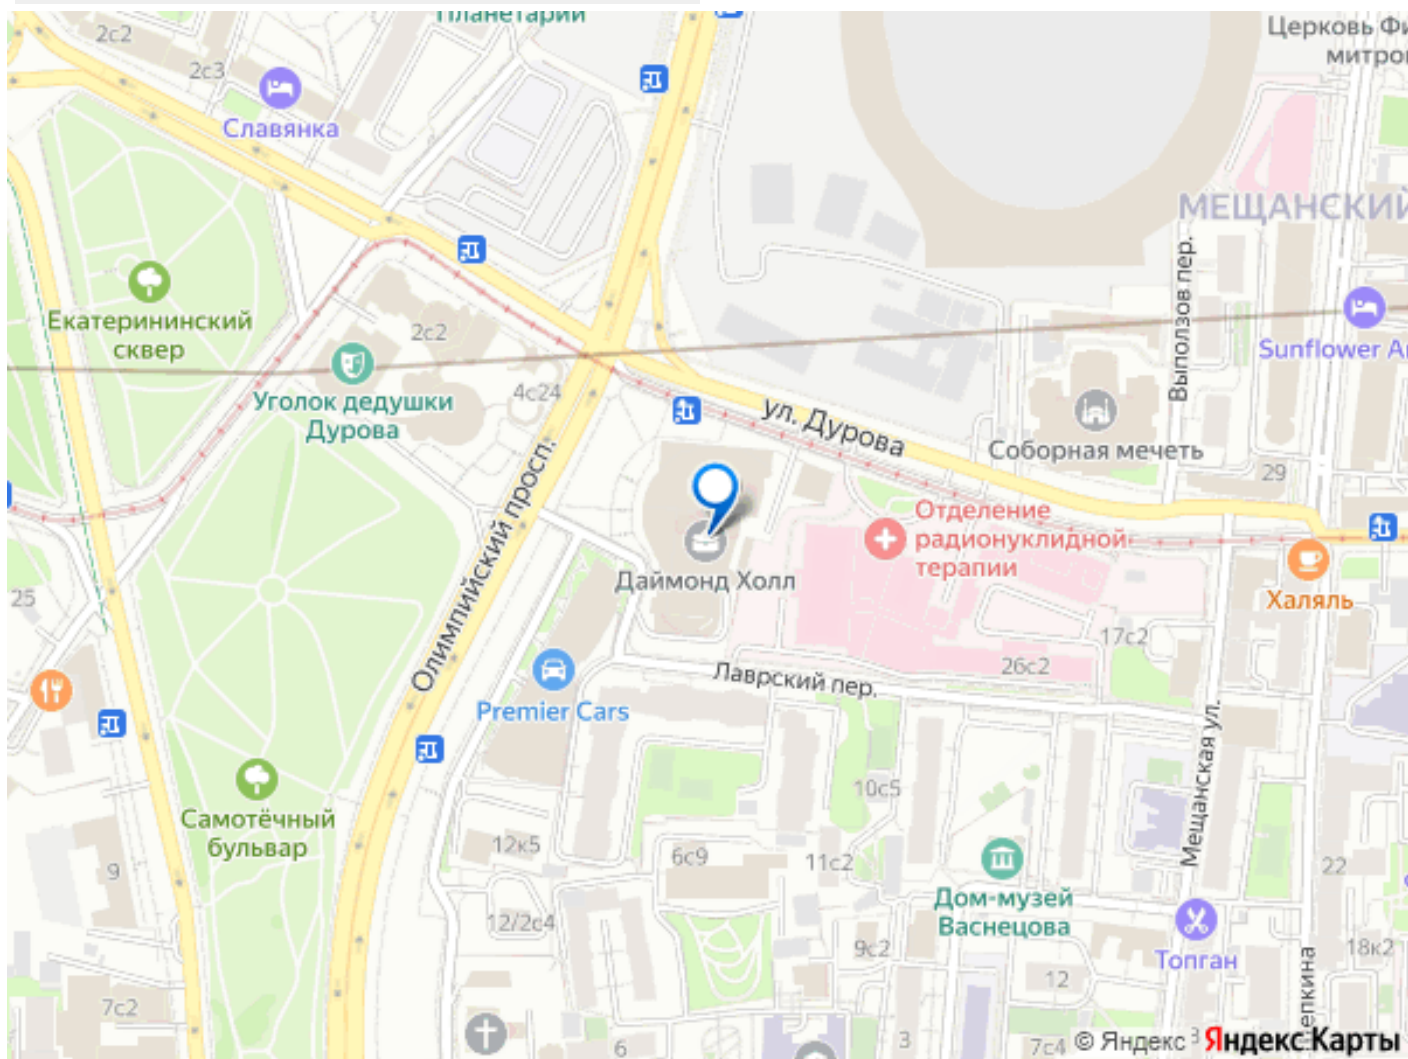 Планетарий
2с2
2с3
Славянка
Церковь Фи
митро
МЕЩАНСКИЙ
Екатерининский
сквер
2с2
Уголок дедушки
Дурова
4с24
ул. Дурова
Выползов пер.
Sunflower A
Соборная мечеть
29
Олимпийский просп.
Отделение
радионуклидной
терапии
Даймонд Холл
Халяль
25
17с2
26с2
Лаврский пер.
Premier Cars
Мещанская ул.
10с5
Самотёчный
бульвар
12к5
6с9
11с2
22
9
Дом-музей
Васнецова
12/2с4
9с2
Топган
18к2
12
7с2
6
3
7с4
3
епкина
© Яндекс
Яндекс Карты